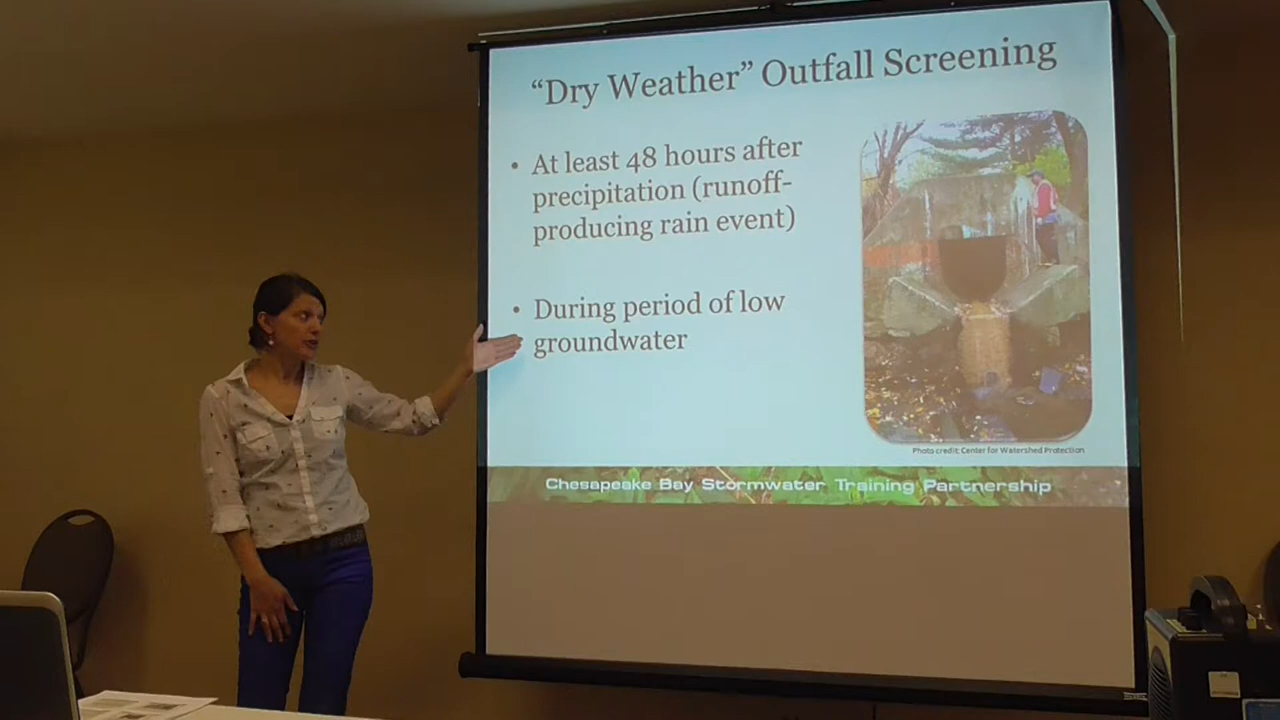 “Dry Weather” Outfall Screening
• At least 48 hours after
precipitation (runoff-
producing rain event)
• During period of low
groundwater
Photo credit: Center for Watershed Protection
Chesapeake Bay Stormwater Training Partnership